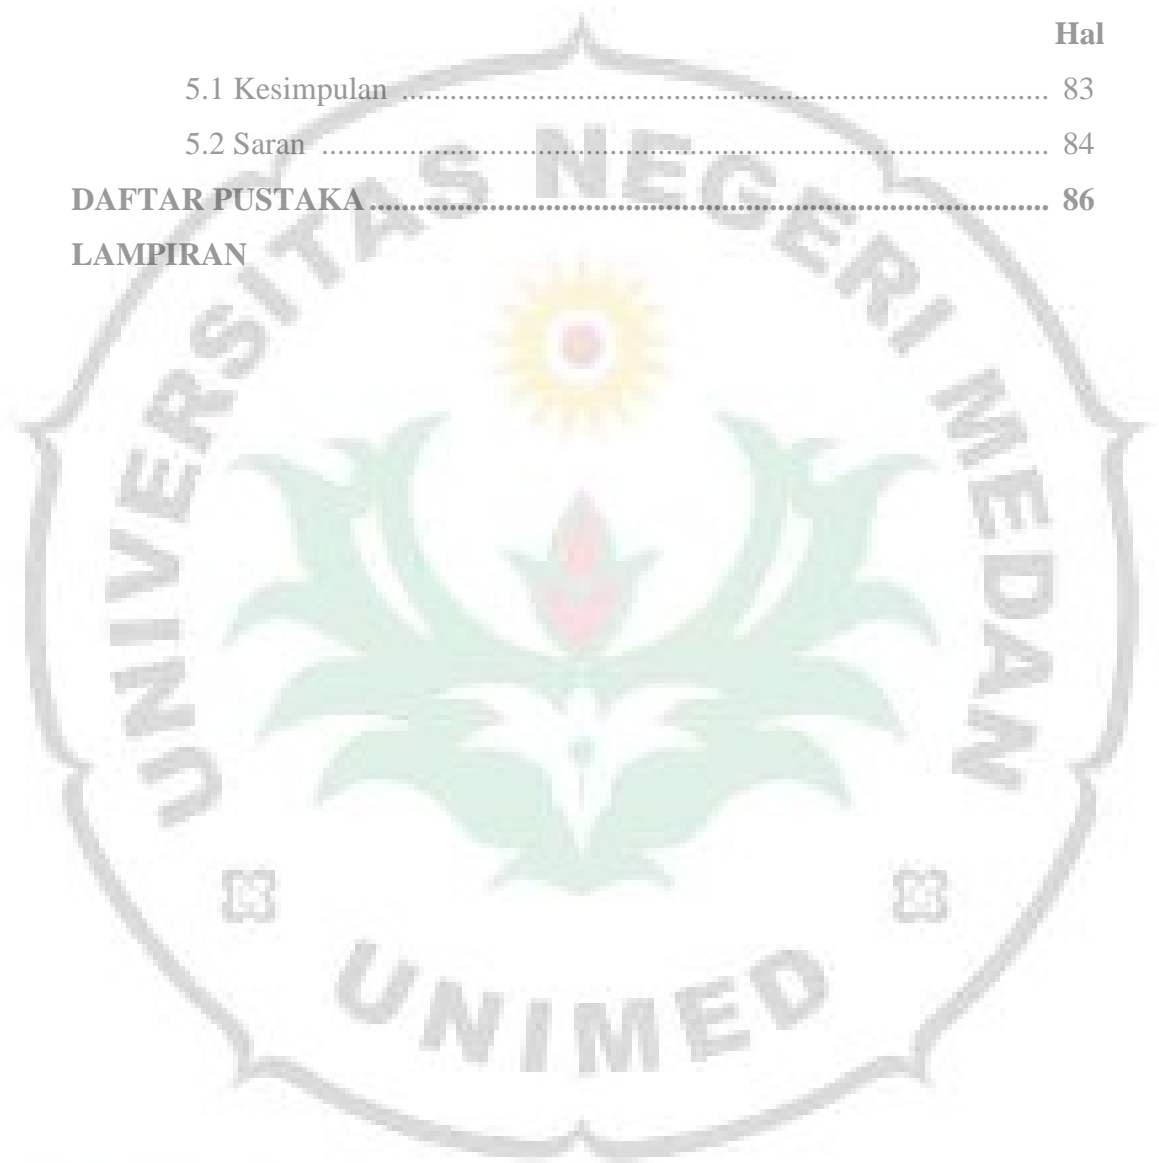 Hal
5.1 Kesimpulan ................................................................................ 83
5.2 Saran .......................................................................................... 84
DAFTAR PUSTAKA ..................................................................................... 86
LAMPIRAN
UNIVERSITAS NEGERI MEDAN
UNIMED